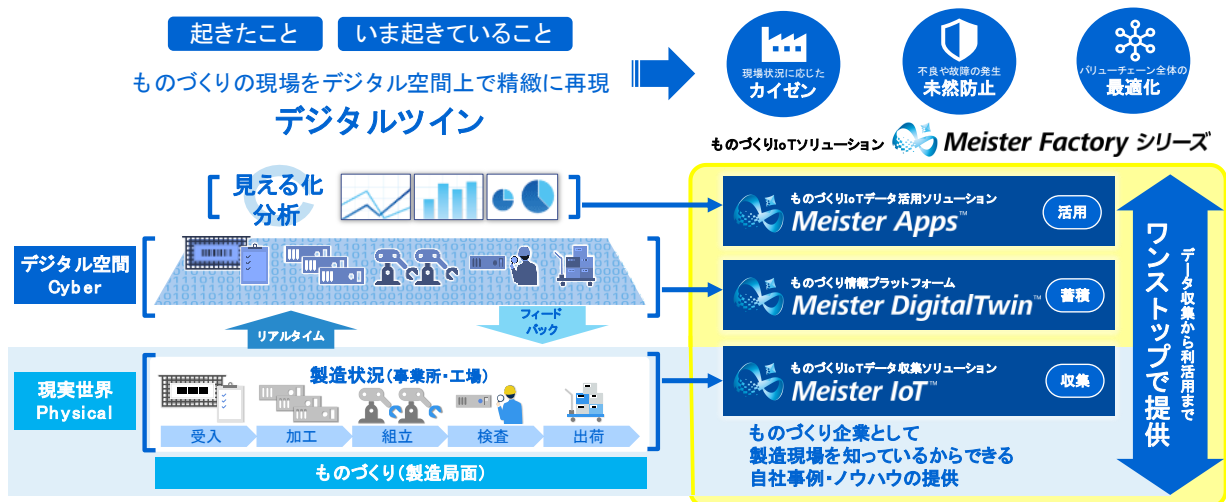 起きたこと
いま起きていること
ものづくりの現場をデジタル空間上で精緻に再現
デジタルツイン
現場状況に応じた
カイゼン
不良や故障の発生
未然防止
バリューチェーン全体の
最適化
ものづくりIoTソリューション
Meister Factory シリーズ
見える化
分析
デジタル空間
Cyber
リアルタイム
フィード
バック
現実世界
Physical
製造状況(事業所・工場)
受入
加工
組立
検査
出荷
ものづくり(製造局面)
ものづくりIoTデータ活用ソリューション
Meister Apps™
活用
ものづくり情報プラットフォーム
Meister DigitalTwin™
蓄積
ものづくりIoTデータ収集ソリューション
Meister IoT™
収集
ものづくり企業として
製造現場を知っているからできる
自社事例・ノウハウの提供
データ収集から利活用まで
ワンストップで提供